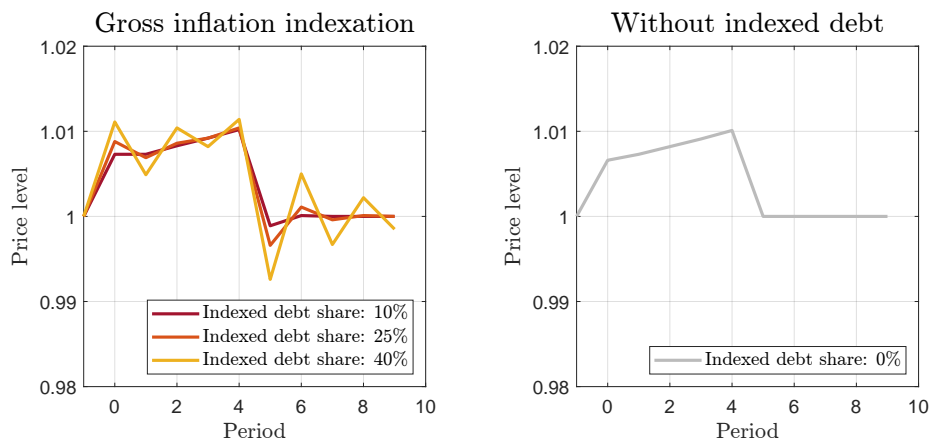 Gross inflation indexation
1.02
1.01
1
0.99
0.98
Price level
Indexed debt share: 10%
Indexed debt share: 25%
Indexed debt share: 40%
0 2 4 6 8 10
Period
Without indexed debt
1.02
1.01
1
0.99
0.98
Price level
Indexed debt share: 0%
0 2 4 6 8 10
Period